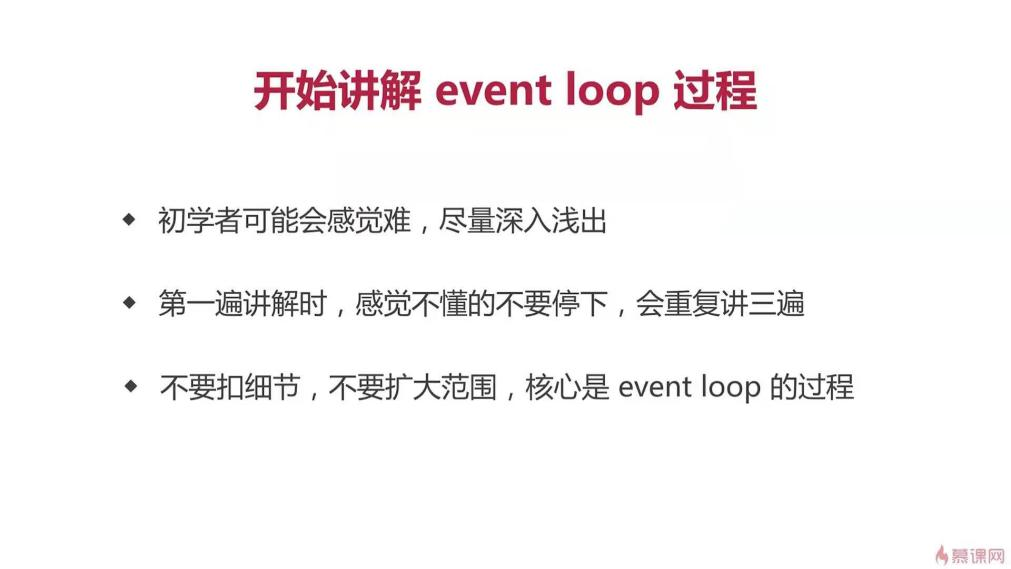 开始讲解 event loop 过程
初学者可能会感觉难，尽量深入浅出
第一遍讲解时，感觉不懂的不要停下，会重复讲三遍
不要扣细节，不要扩大范围，核心是 event loop 的过程
慕课网